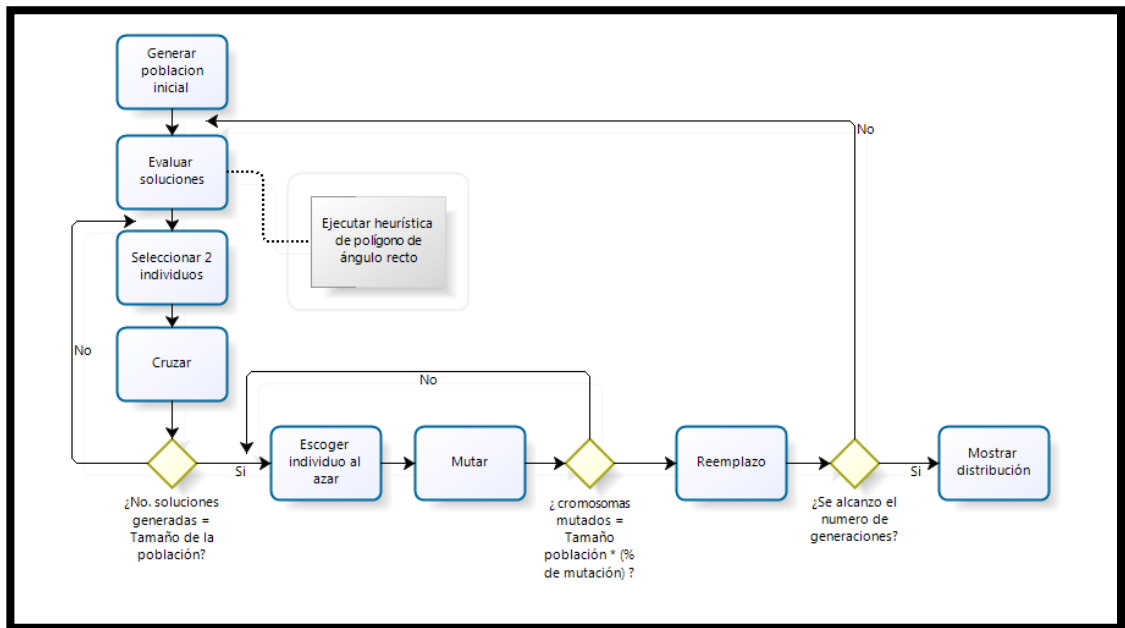 Generar
poblacion
inicial
No
Evaluar
soluciones
Ejecutar heurística
de polígono de
ángulo recto
Seleccionar 2
individuos
No
Cruzar
No
Escoger
individuo al
azar
Mutar
Reemplazo
Mostrar
distribución
Si
Si
¿No. soluciones
generadas =
Tamaño de la
población?
¿ cromosomas
mutados =
Tamaño
población * (%
de mutación) ?
¿Se alcanzo el
numero de
generaciones?